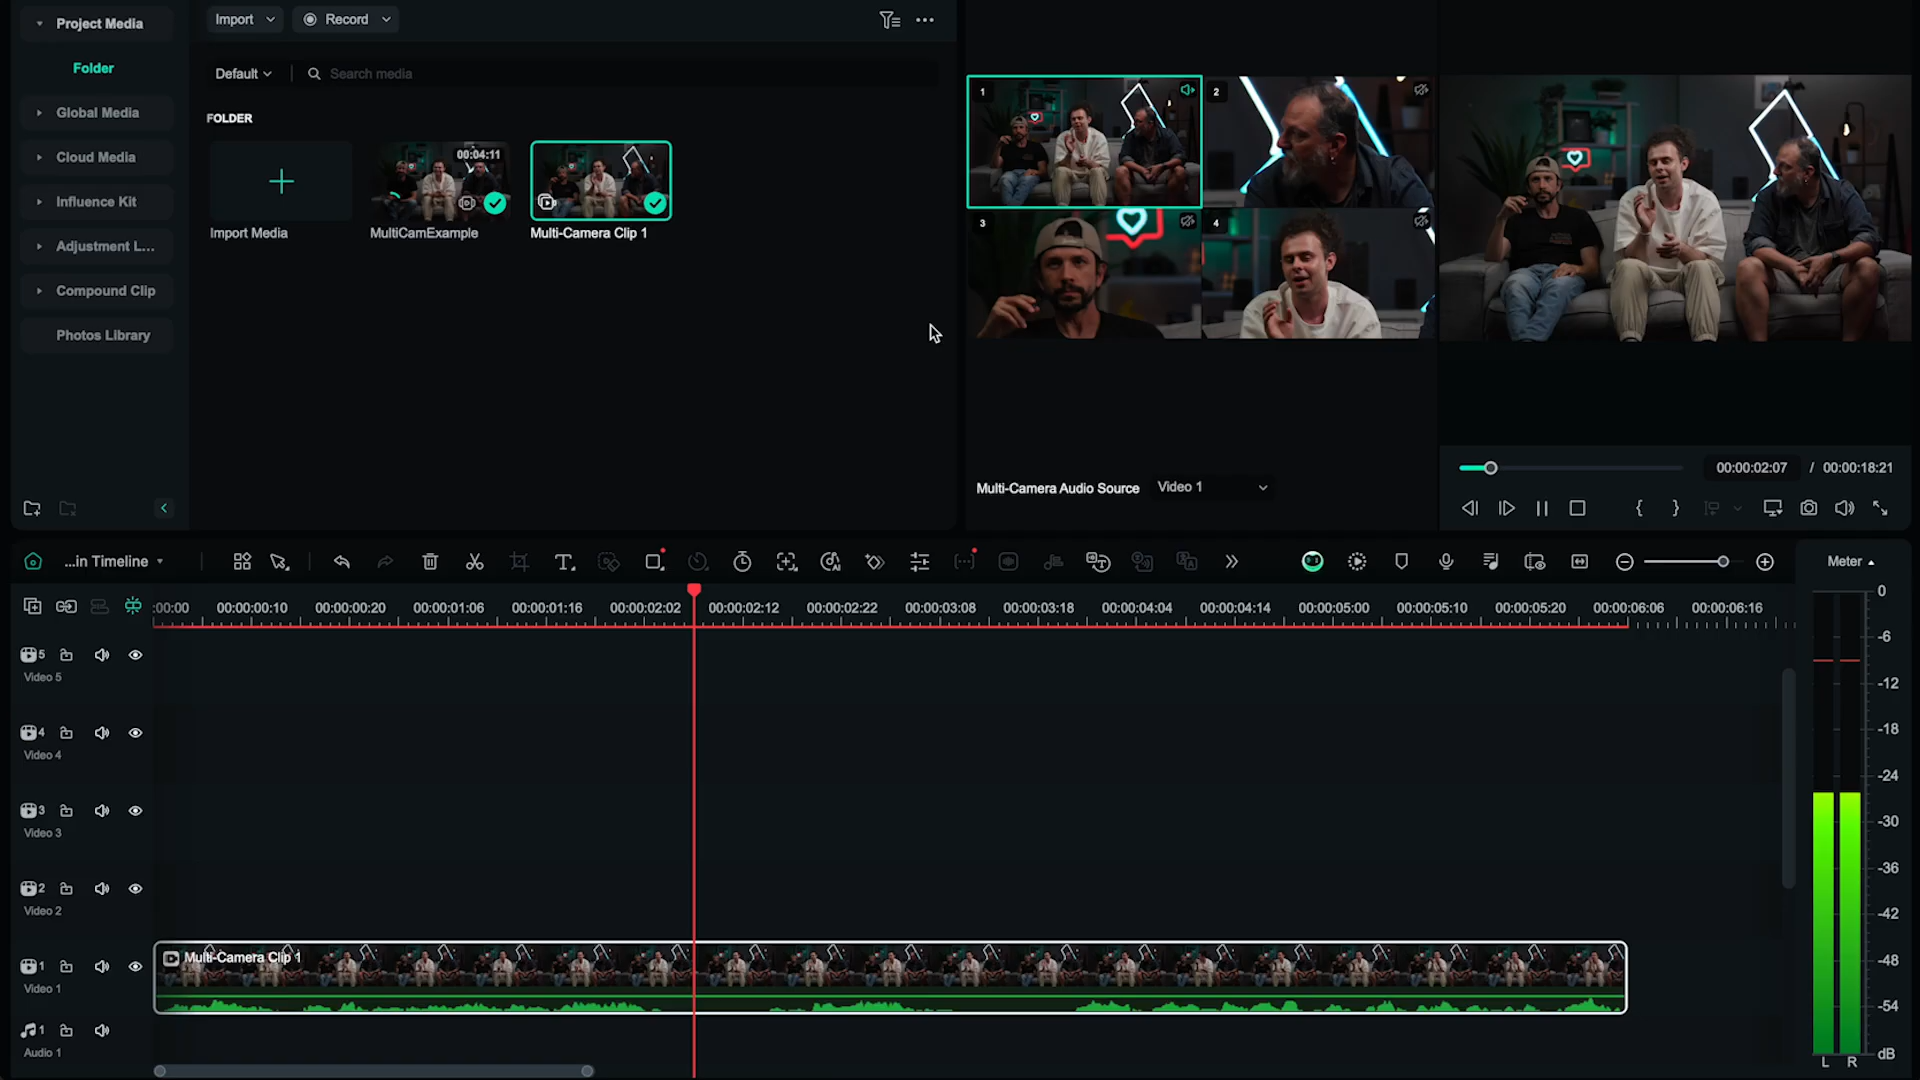 Project Media
Import
Record
Folder
Default
Search media
Global Media
FOLDER
Cloud Media
00:04:11
Influence Kit
Import Media
MultiCamExample
Multi-Camera Clip 1
Adjustment L...
Compound Clip
Photos Library
1
2
3
4
Multi-Camera Audio Source
Video 1
00:00:02:07 / 00:00:18:21
...in Timeline
Meter
:00:00
00:00:00:10
00:00:00:20
00:00:01:06
00:00:01:16
00:00:02:02
00:00:02:12
00:00:02:22
00:00:03:08
00:00:03:18
00:00:04:04
00:00:04:14
00:00:05:00
00:00:05:10
00:00:05:20
00:00:06:06
00:00:06:16
5
Video 5
4
Video 4
3
Video 3
2
Video 2
1
Video 1
Multi-Camera Clip 1
1
Audio 1
0
-6
-12
-18
-24
-30
-36
-42
-48
-54
dB
L R